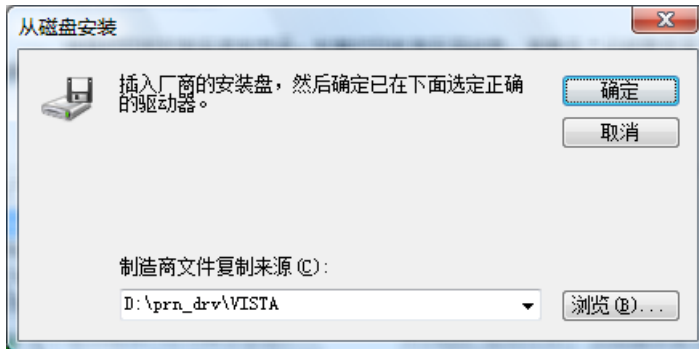 从磁盘安装
插入厂商的安装盘，然后确定已在下面选定正确
的驱动器。
确定
取消
制造商文件复制来源(C):
D:\prn_drv\VISTA
浏览(B)...